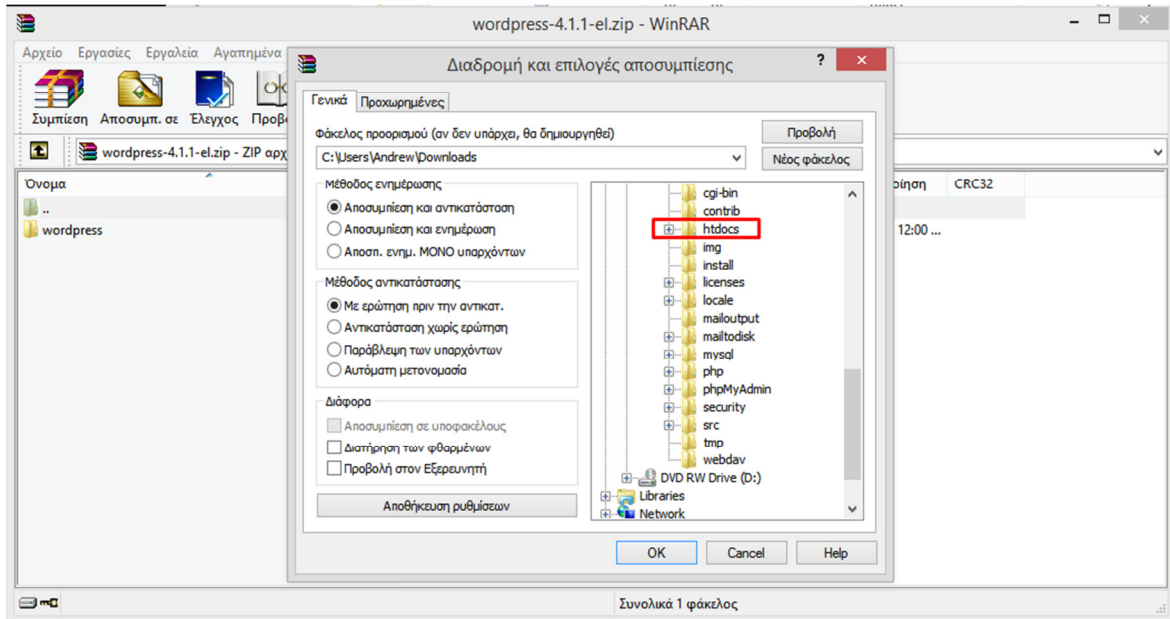 wordpress-4.1.1-el.zip - WinRAR
Αρχείο Εργασίες Εργαλεία Αγαπημένα
Συμπίεση Αποσυμπ. σε Έλεγχος Προβ
wordpress-4.1.1-el.zip - ZIP αρχ
Όνομα
..
wordpress
οίηση CRC32
12:00 ...
Διαδρομή και επιλογές αποσυμπίεσης
?
Γενικά Προχωρημένες
Φάκελος προορισμού (αν δεν υπάρχει, θα δημιουργηθεί)
Προβολή
C:\Users\Andrew\Downloads
Νέος φάκελος
Μέθοδος ενημέρωσης
Αποσυμπίεση και αντικατάσταση
Αποσυμπίεση και ενημέρωση
Αποσπ. ενημ. ΜΟΝΟ υπαρχόντων
Μέθοδος αντικατάστασης
Με ερώτηση πριν την αντικατ.
Αντικατάσταση χωρίς ερώτηση
Παράβλεψη των υπαρχόντων
Αυτόματη μετονομασία
Διάφορα
Αποσυμπίεση σε υποφακέλους
Διατήρηση των φθαρμένων
Προβολή στον Εξερευνητή
Αποθήκευση ρυθμίσεων
cgi-bin
contrib
htdocs
img
install
licenses
locale
mailoutput
mailtodisk
mysql
php
phpMyAdmin
security
src
tmp
webdav
DVD RW Drive (D:)
Libraries
Network
OK Cancel Help
Συνολικά 1 φάκελος